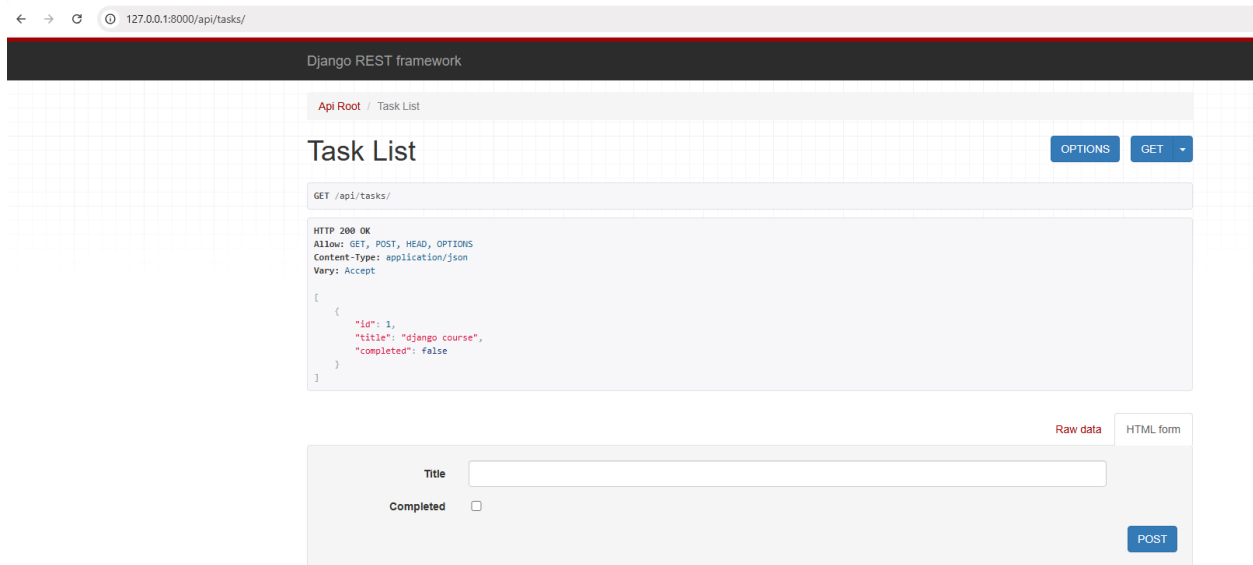 127.0.0.1:8000/api/tasks/
Django REST framework
Api Root / Task List
Task List
OPTIONS
GET
GET /api/tasks/
HTTP 200 OK
Allow: GET, POST, HEAD, OPTIONS
Content-Type: application/json
Vary: Accept
[
    {
        "id": 1,
        "title": "django course",
        "completed": false
    }
]
Raw data
HTML form
Title
Completed
POST